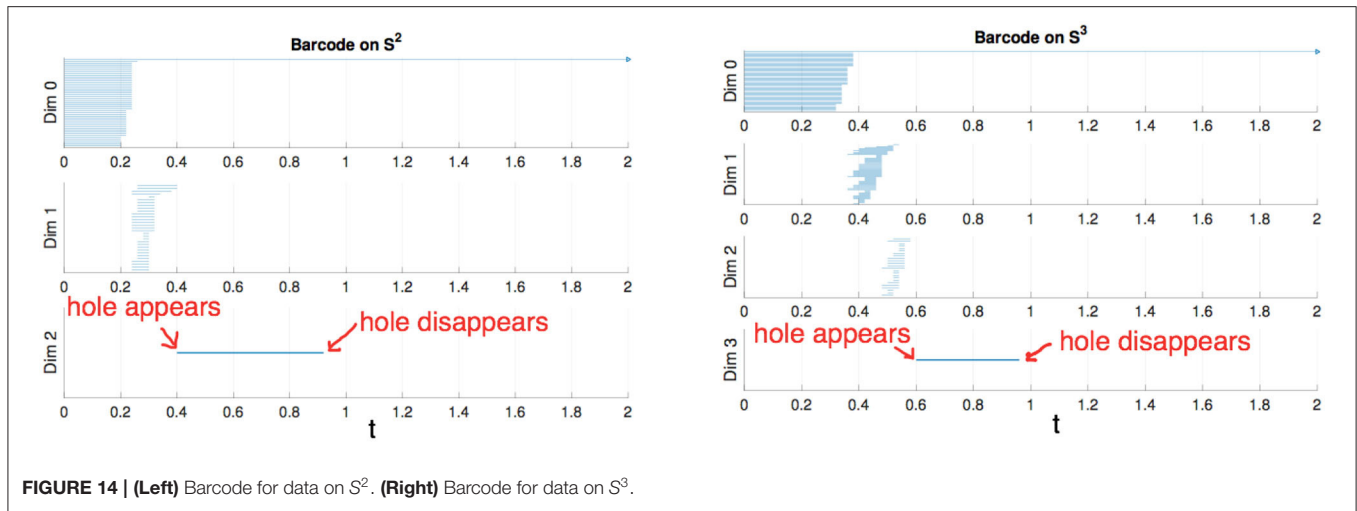 Barcode on S²
Dim 0
0 0.2 0.4 0.6 0.8 1 1.2 1.4 1.6 1.8 2
Dim 1
0 0.2 0.4 0.6 0.8 1 1.2 1.4 1.6 1.8 2
hole appears
hole disappears
Dim 2
0 0.2 0.4 0.6 0.8 1 1.2 1.4 1.6 1.8 2
t
Barcode on S³
Dim 0
0 0.2 0.4 0.6 0.8 1 1.2 1.4 1.6 1.8 2
Dim 1
0 0.2 0.4 0.6 0.8 1 1.2 1.4 1.6 1.8 2
Dim 2
0 0.2 0.4 0.6 0.8 1 1.2 1.4 1.6 1.8 2
hole appears
hole disappears
Dim 3
0 0.2 0.4 0.6 0.8 1 1.2 1.4 1.6 1.8 2
t
FIGURE 14 | (Left) Barcode for data on S². (Right) Barcode for data on S³.